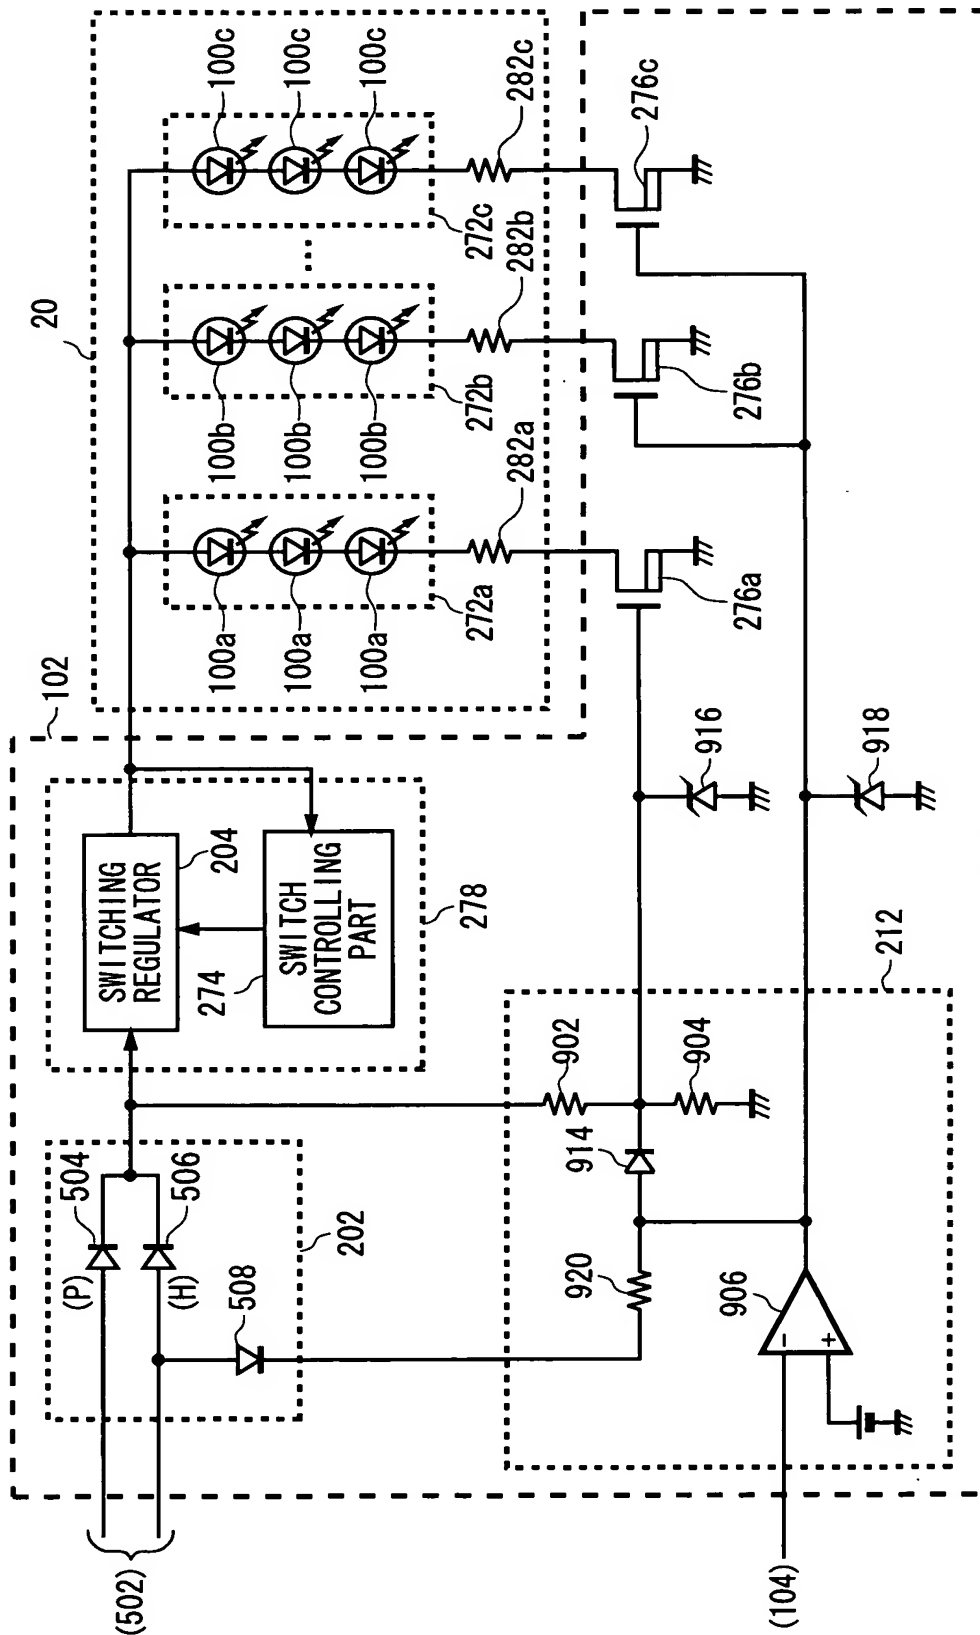 20
102
100c
100c
100c
282c
272c
276c
100b
100b
100b
282b
272b
276b
100a
100a
100a
282a
272a
276a
SWITCHING
REGULATOR
204
274
SWITCH
CONTROLLING
PART
278
504
(P)
506
(H)
202
508
(502)
902
904
914
920
906
-
+
212
916
918
(104)